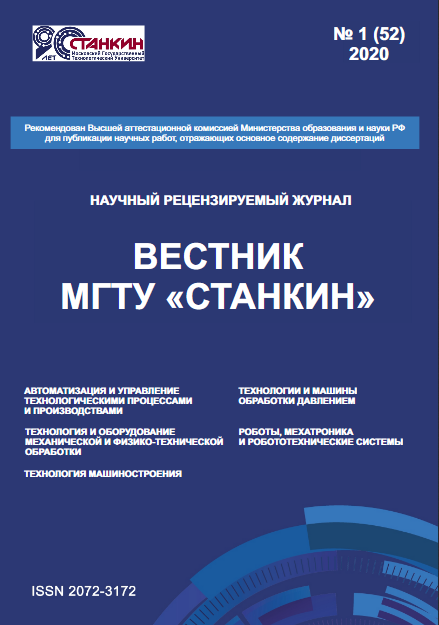 90 ЛЕТ
СТАНКИН
Московский Государственный
Технологический Университет
№ 1 (52)
2020
Рекомендован Высшей аттестационной комиссией Министерства образования и науки РФ
для публикации научных работ, отражающих основное содержание диссертаций
НАУЧНЫЙ РЕЦЕНЗИРУЕМЫЙ ЖУРНАЛ
ВЕСТНИК
МГТУ «СТАНКИН»
АВТОМАТИЗАЦИЯ И УПРАВЛЕНИЕ
ТЕХНОЛОГИЧЕСКИМИ ПРОЦЕССАМИ
И ПРОИЗВОДСТВАМИ
ТЕХНОЛОГИЯ И ОБОРУДОВАНИЕ
МЕХАНИЧЕСКОЙ И ФИЗИКО-ТЕХНИЧЕСКОЙ
ОБРАБОТКИ
ТЕХНОЛОГИЯ МАШИНОСТРОЕНИЯ
ТЕХНОЛОГИИ И МАШИНЫ
ОБРАБОТКИ ДАВЛЕНИЕМ
РОБОТЫ, МЕХАТРОНИКА
И РОБОТОТЕХНИЧЕСКИЕ СИСТЕМЫ
ISSN 2072-3172